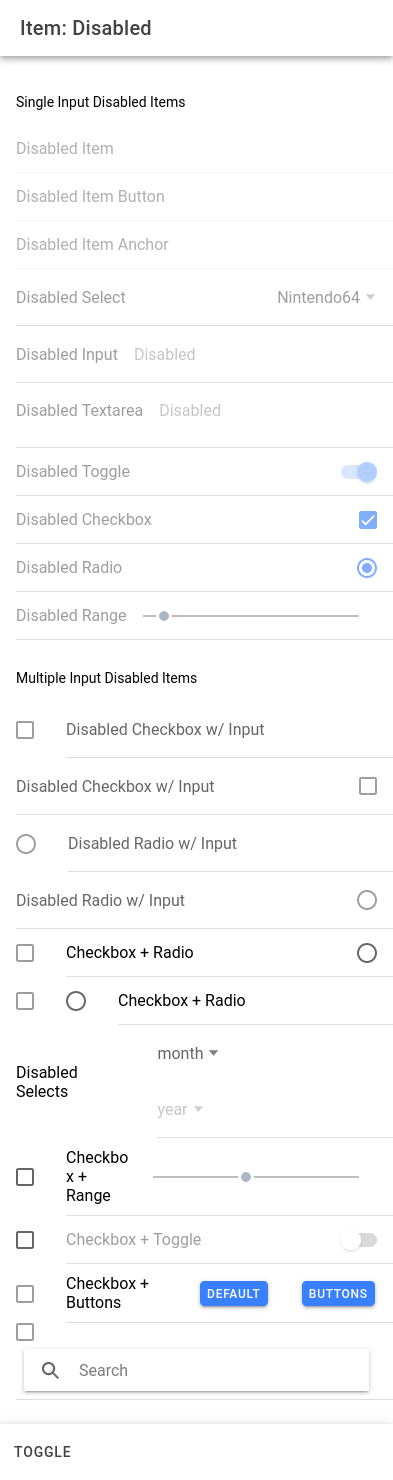 Item: Disabled
Single Input Disabled Items
Disabled Item
Disabled Item Button
Disabled Item Anchor
Disabled Select Nintendo64
Disabled Input Disabled
Disabled Textarea Disabled
Disabled Toggle
Disabled Checkbox
Disabled Radio
Disabled Range
Multiple Input Disabled Items
Disabled Checkbox w/ Input
Disabled Checkbox w/ Input
Disabled Radio w/ Input
Disabled Radio w/ Input
Checkbox + Radio
Checkbox + Radio
month
Disabled
Selects
year
Checkbo
x +
Range
Checkbox + Toggle
Checkbox +
Buttons
DEFAULT BUTTONS
Search
TOGGLE